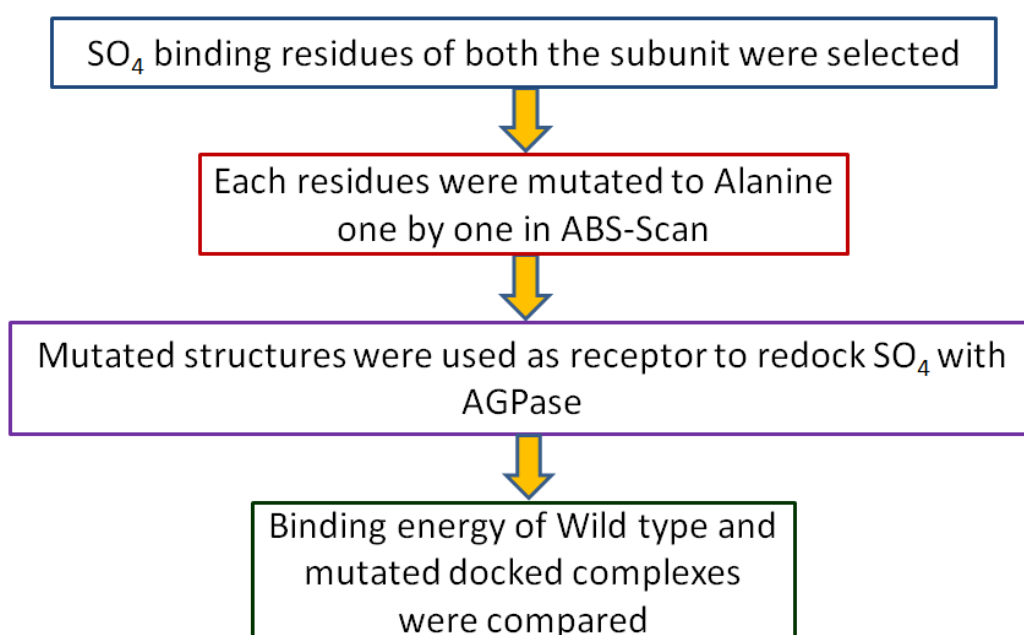 SO₄ binding residues of both the subunit were selected
Each residues were mutated to Alanine
one by one in ABS-Scan
Mutated structures were used as receptor to redock SO₄ with
AGPase
Binding energy of Wild type and
mutated docked complexes
were compared